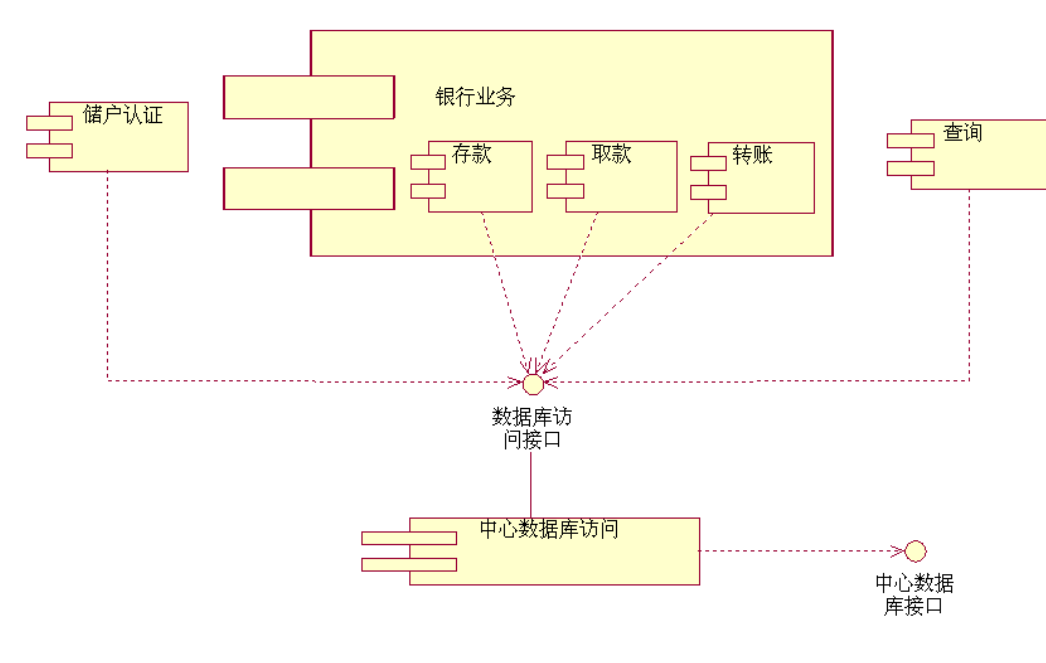 银行业务
储户认证
查询
存款
取款
转账
数据库访
问接口
中心数据库访问
中心数据
库接口